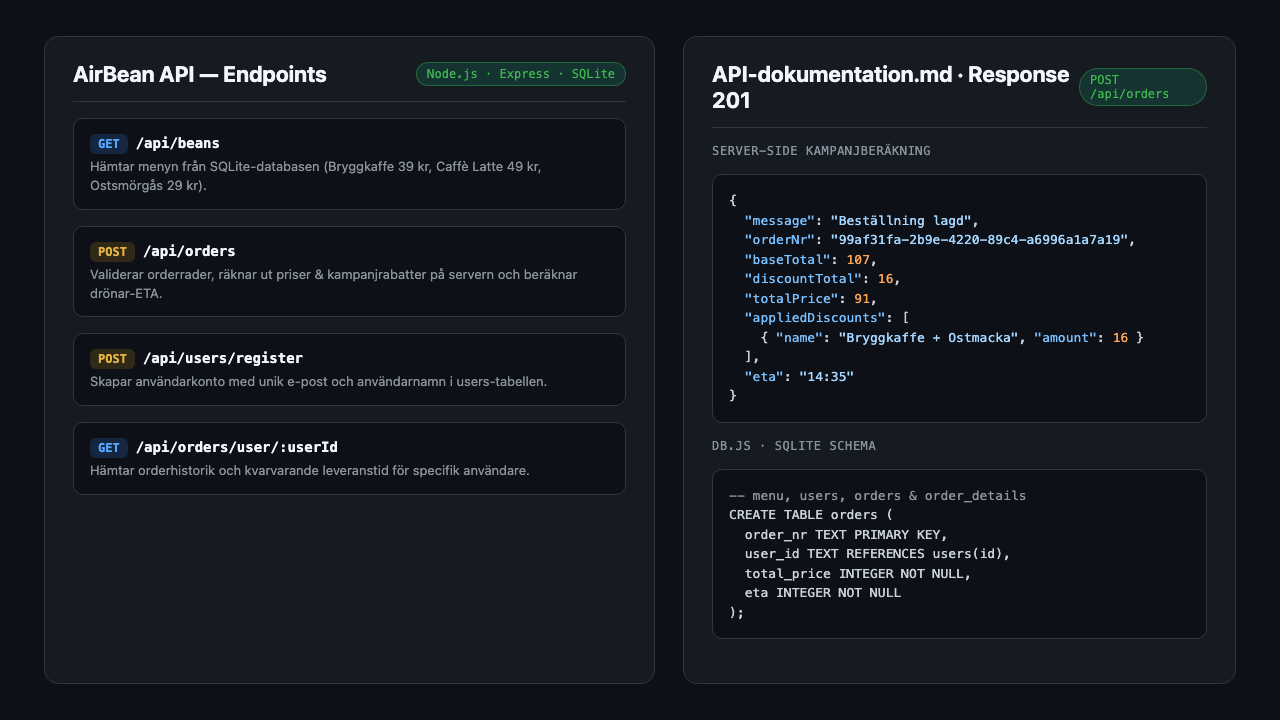 AirBean API — Endpoints
Node.js · Express · SQLite
GET /api/beans
Hämtar menyn från SQLite-databasen (Bryggkaffe 39 kr, Caffè Latte 49 kr,
Ostsmörgås 29 kr).
POST /api/orders
Validerar orderrader, räknar ut priser & kampanjrabatter på servern och beräknar
drönar-ETA.
POST /api/users/register
Skapar användarkonto med unik e-post och användarnamn i users-tabellen.
GET /api/orders/user/:userId
Hämtar orderhistorik och kvarvarande leveranstid för specifik användare.
API-dokumentation.md · Response
201
POST
/api/orders
SERVER-SIDE KAMPANJBERÄKNING
{
"message": "Beställning lagd",
"orderNr": "99af31fa-2b9e-4220-89c4-a6996a1a7a19",
"baseTotal": 107,
"discountTotal": 16,
"totalPrice": 91,
"appliedDiscounts": [
{ "name": "Bryggkaffe + Ostmacka", "amount": 16 }
],
"eta": "14:35"
}
DB.JS · SQLITE SCHEMA
-- menu, users, orders & order_details
CREATE TABLE orders (
order_nr TEXT PRIMARY KEY,
user_id TEXT REFERENCES users(id),
total_price INTEGER NOT NULL,
eta INTEGER NOT NULL
);